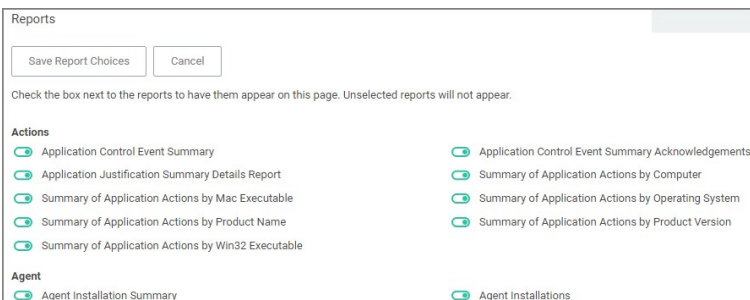 Reports
Save Report Choices
Cancel
Check the box next to the reports to have them appear on this page. Unselected reports will not appear.
Actions
Application Control Event Summary
Application Control Event Summary Acknowledgements
Application Justification Summary Details Report
Summary of Application Actions by Computer
Summary of Application Actions by Mac Executable
Summary of Application Actions by Operating System
Summary of Application Actions by Product Name
Summary of Application Actions by Product Version
Summary of Application Actions by Win32 Executable
Agent
Agent Installation Summary
Agent Installations